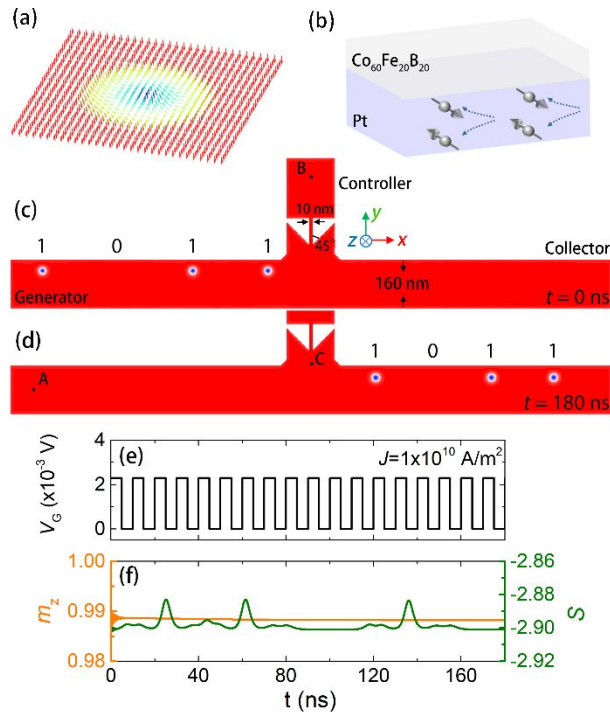 (a)
(b)
Co60Fe20B20
Pt
B
Controller
(c)
10 nm
y
45°
z
x
1 0 1 1
Collector
Generator
160 nm
t = 0 ns
(d)
C
1 0 1 1
A
t = 180 ns
(e)
J=1x10^10 A/m^2
V_G (x10^-3 V)
4
2
0
(f)
m_z
1.00
0.99
0.98
-2.86
-2.88
-2.90
-2.92
S
0 40 80 120 160
t (ns)